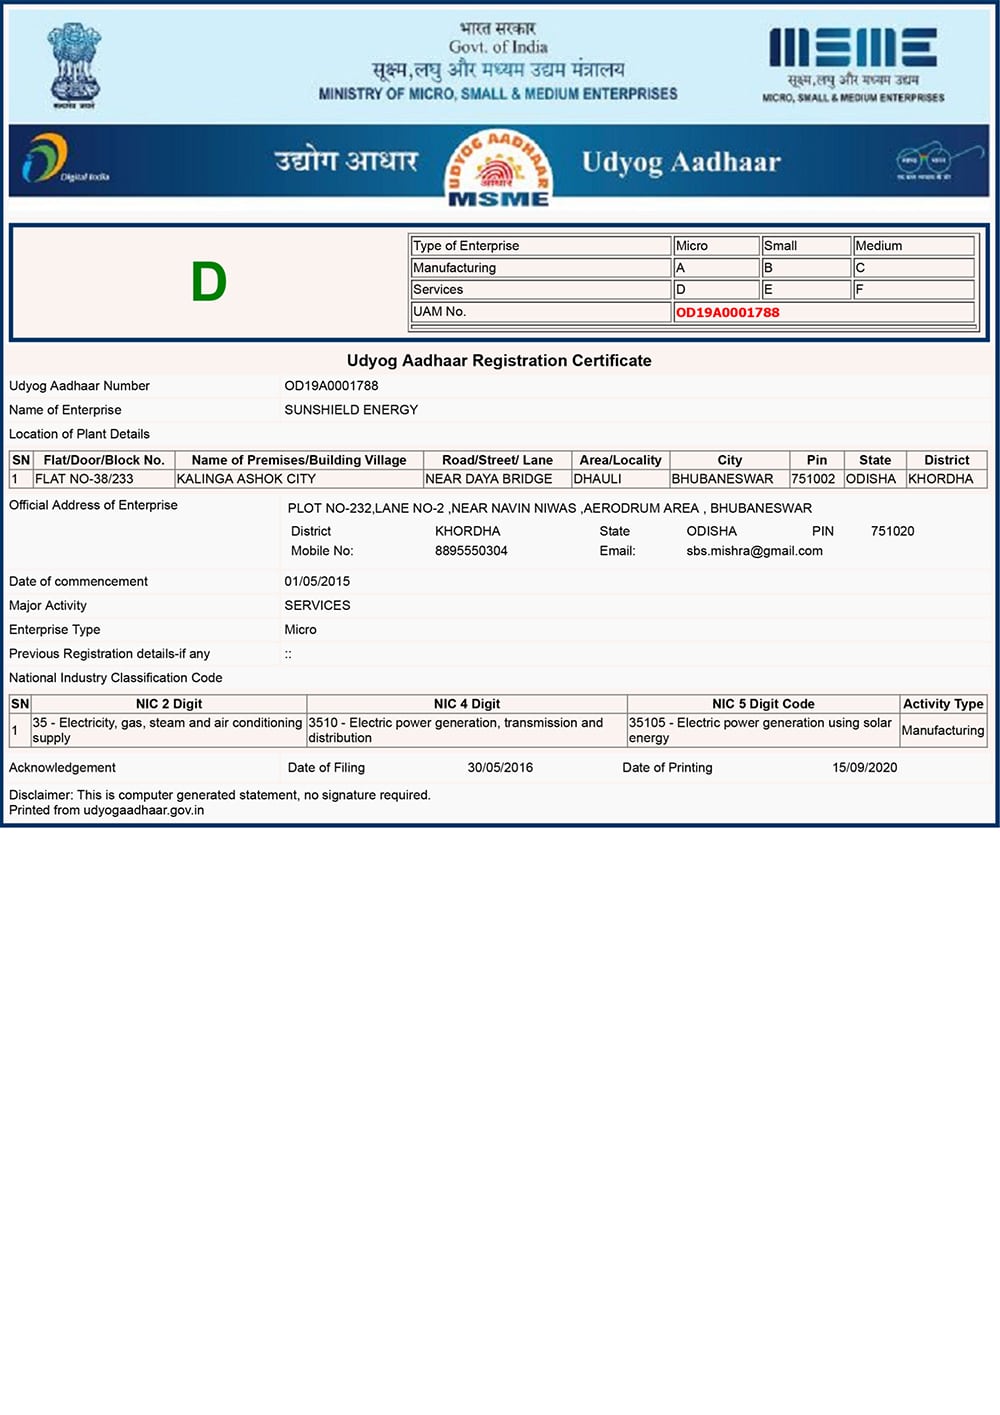 भारत सरकार
Govt. of India
सूक्ष्म,लघु और मध्यम उद्यम मंत्रालय
MINISTRY OF MICRO, SMALL & MEDIUM ENTERPRISES
सत्यमेव जयते
MSME
सूक्ष्म,लघु और मध्यम उद्यम
MICRO, SMALL & MEDIUM ENTERPRISES
Digital India
उद्योग आधार
UDYOG AADHAAR
आधार
MSME
Udyog Aadhaar
स्वच्छ भारत
एक कदम स्वच्छता की ओर
D
Type of Enterprise Micro Small Medium
Manufacturing A B C
Services D E F
UAM No. OD19A0001788
Udyog Aadhaar Registration Certificate
Udyog Aadhaar Number OD19A0001788
Name of Enterprise SUNSHIELD ENERGY
Location of Plant Details
SN Flat/Door/Block No. Name of Premises/Building Village Road/Street/ Lane Area/Locality City Pin State District
1 FLAT NO-38/233 KALINGA ASHOK CITY NEAR DAYA BRIDGE DHAULI BHUBANESWAR 751002 ODISHA KHORDHA
Official Address of Enterprise PLOT NO-232,LANE NO-2 ,NEAR NAVIN NIWAS ,AERODRUM AREA , BHUBANESWAR
District KHORDHA State ODISHA PIN 751020
Mobile No: 8895550304 Email: sbs.mishra@gmail.com
Date of commencement 01/05/2015
Major Activity SERVICES
Enterprise Type Micro
Previous Registration details-if any ::
National Industry Classification Code
SN NIC 2 Digit NIC 4 Digit NIC 5 Digit Code Activity Type
1 35 - Electricity, gas, steam and air conditioning supply 3510 - Electric power generation, transmission and distribution 35105 - Electric power generation using solar energy Manufacturing
Acknowledgement Date of Filing 30/05/2016 Date of Printing 15/09/2020
Disclaimer: This is computer generated statement, no signature required.
Printed from udyogaadhaar.gov.in